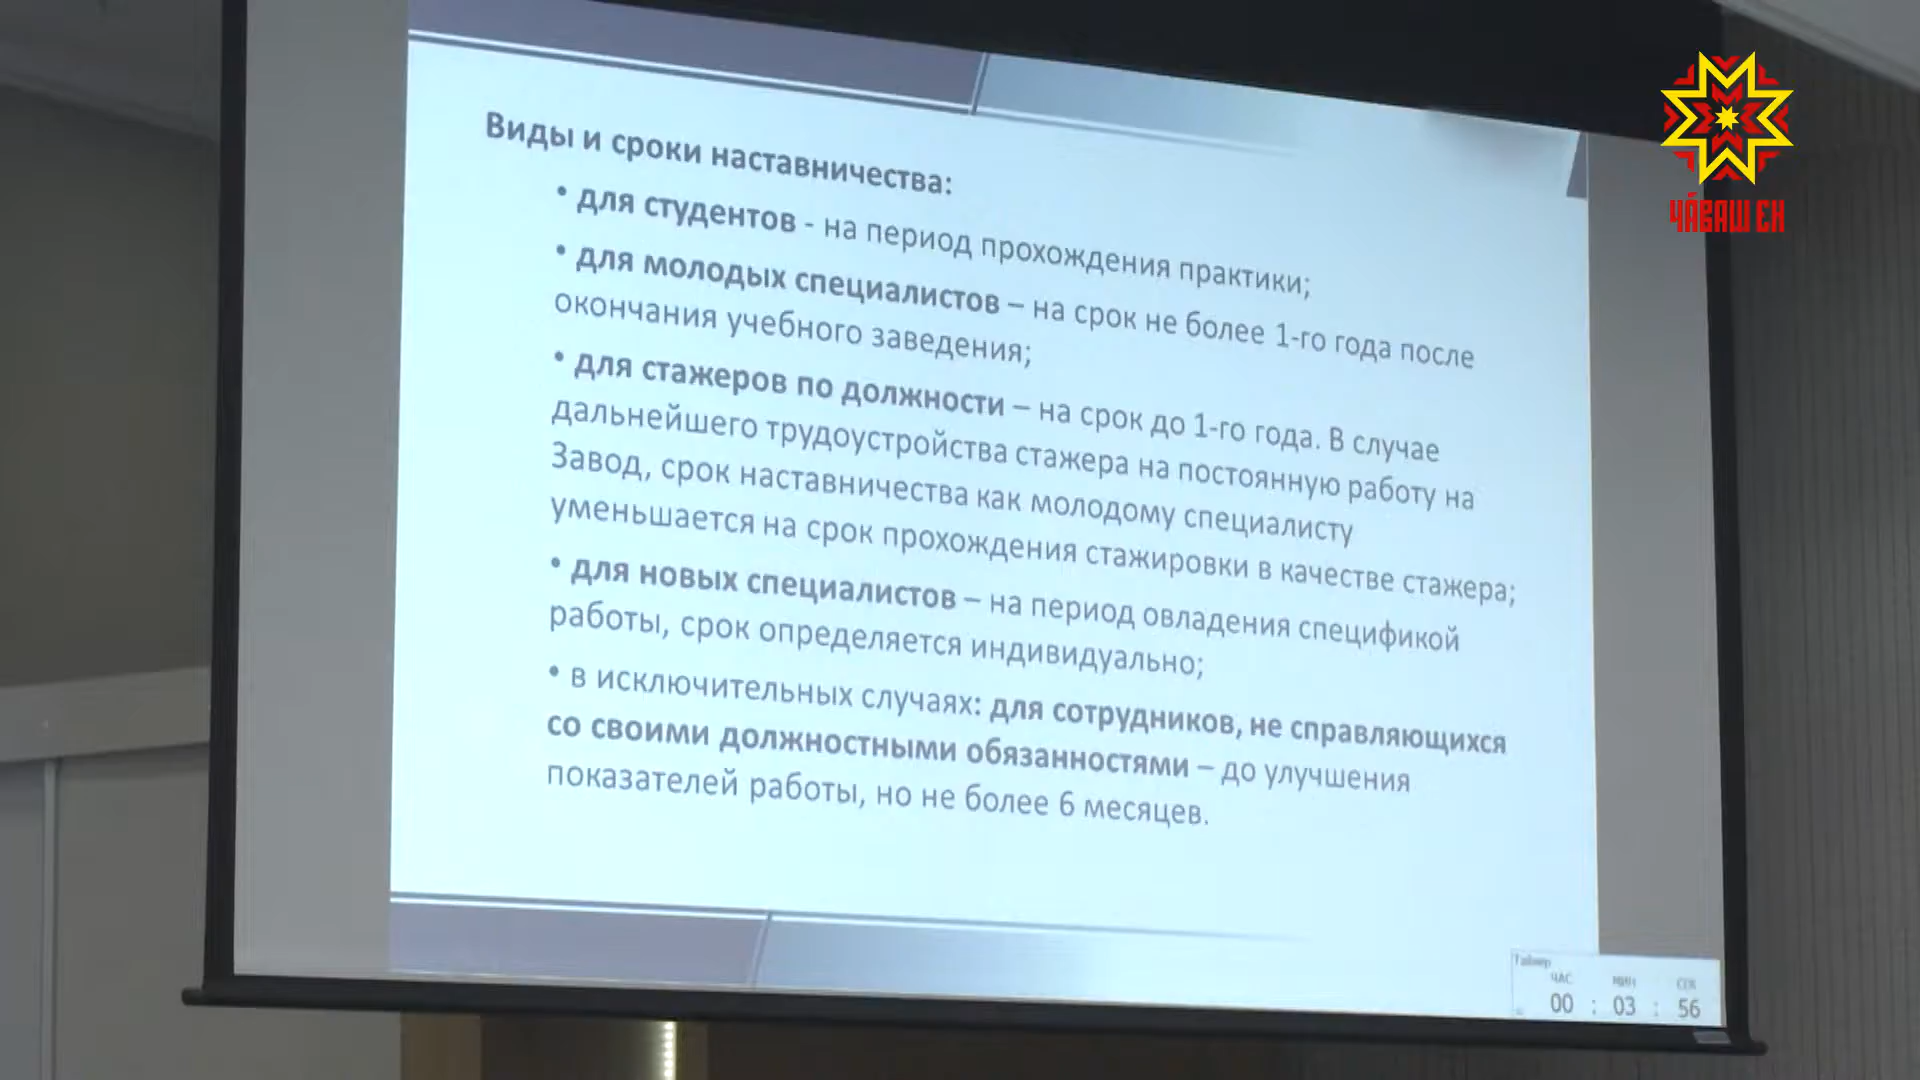 Виды и сроки наставничества:
• для студентов - на период прохождения практики;
• для молодых специалистов – на срок не более 1-го года после
окончания учебного заведения;
• для стажеров по должности – на срок до 1-го года. В случае
дальнейшего трудоустройства стажера на постоянную работу на
Завод, срок наставничества как молодому специалисту
уменьшается на срок прохождения стажировки в качестве стажера;
• для новых специалистов – на период овладения спецификой
работы, срок определяется индивидуально;
• в исключительных случаях: для сотрудников, не справляющихся
со своими должностными обязанностями – до улучшения
показателей работы, но не более 6 месяцев.
ЧӐВАШ ЕН
Таймер
ЧАС МИН СЕК
00 : 03 : 56